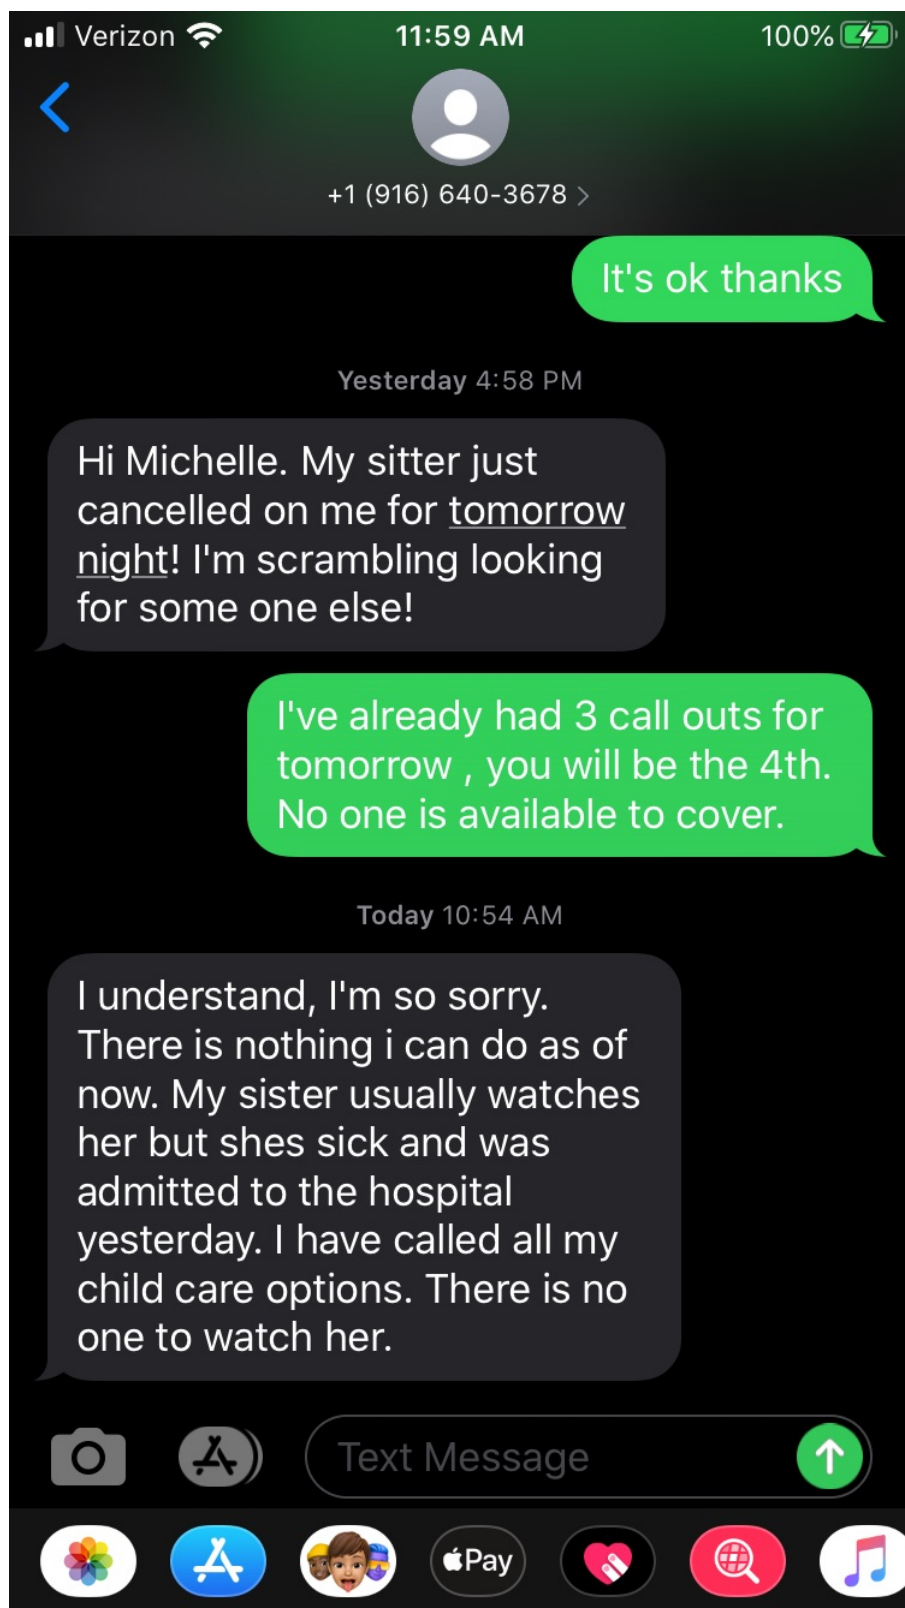 Verizon 11:59 AM 100%
+1 (916) 640-3678
It's ok thanks
Yesterday 4:58 PM
Hi Michelle. My sitter just
cancelled on me for tomorrow
night! I'm scrambling looking
for some one else!
I've already had 3 call outs for
tomorrow , you will be the 4th.
No one is available to cover.
Today 10:54 AM
I understand, I'm so sorry.
There is nothing i can do as of
now. My sister usually watches
her but shes sick and was
admitted to the hospital
yesterday. I have called all my
child care options. There is no
one to watch her.
Text Message
Pay